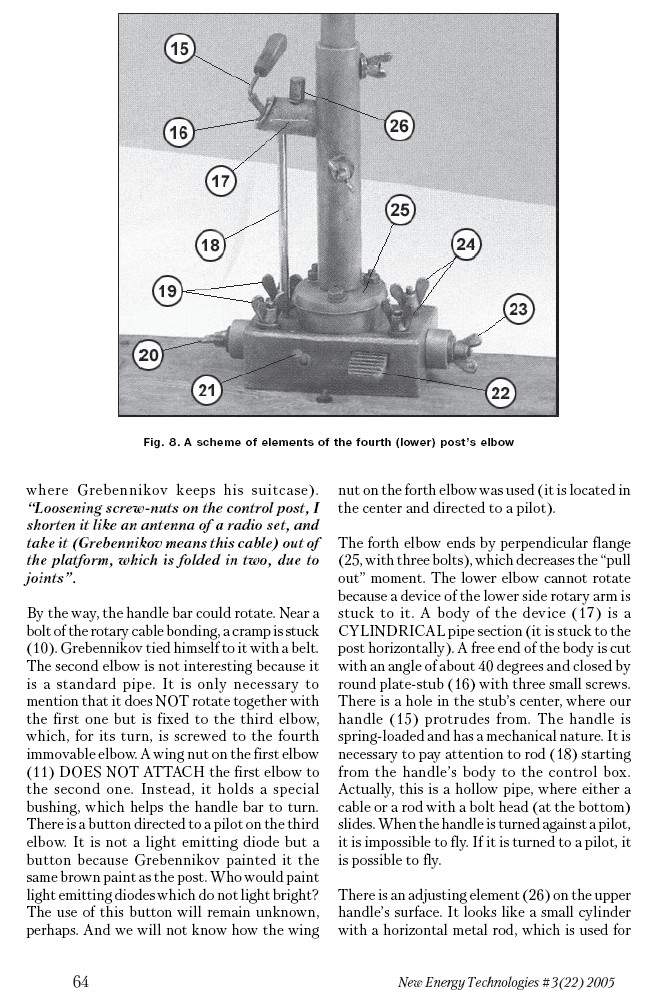 15
16
26
17
25
18
24
19
23
20
21
22
Fig. 8. A scheme of elements of the fourth (lower) post's elbow
where Grebennikov keeps his suitcase).
“Loosening screw-nuts on the control post, I
shorten it like an antenna of a radio set, and
take it (Grebennikov means this cable) out of
the platform, which is folded in two, due to
joints”.
By the way, the handle bar could rotate. Near a
bolt of the rotary cable bonding, a cramp is stuck
(10). Grebennikov tied himself to it with a belt.
The second elbow is not interesting because it
is a standard pipe. It is only necessary to
mention that it does NOT rotate together with
the first one but is fixed to the third elbow,
which, for its turn, is screwed to the fourth
immovable elbow. A wing nut on the first elbow
(11) DOES NOT ATTACH the first elbow to
the second one. Instead, it holds a special
bushing, which helps the handle bar to turn.
There is a button directed to a pilot on the third
elbow. It is not a light emitting diode but a
button because Grebennikov painted it the
same brown paint as the post. Who would paint
light emitting diodes which do not light bright?
The use of this button will remain unknown,
perhaps. And we will not know how the wing
nut on the forth elbow was used (it is located in
the center and directed to a pilot).
The forth elbow ends by perpendicular flange
(25, with three bolts), which decreases the “pull
out” moment. The lower elbow cannot rotate
because a device of the lower side rotary arm is
stuck to it. A body of the device (17) is a
CYLINDRICAL pipe section (it is stuck to the
post horizontally). A free end of the body is cut
with an angle of about 40 degrees and closed by
round plate-stub (16) with three small screws.
There is a hole in the stub's center, where our
handle (15) protrudes from. The handle is
spring-loaded and has a mechanical nature. It is
necessary to pay attention to rod (18) starting
from the handle's body to the control box.
Actually, this is a hollow pipe, where either a
cable or a rod with a bolt head (at the bottom)
slides. When the handle is turned against a pilot,
it is impossible to fly. If it is turned to a pilot, it
is possible to fly.
There is an adjusting element (26) on the upper
handle's surface. It looks like a small cylinder
with a horizontal metal rod, which is used for
64
New Energy Technologies #3(22) 2005